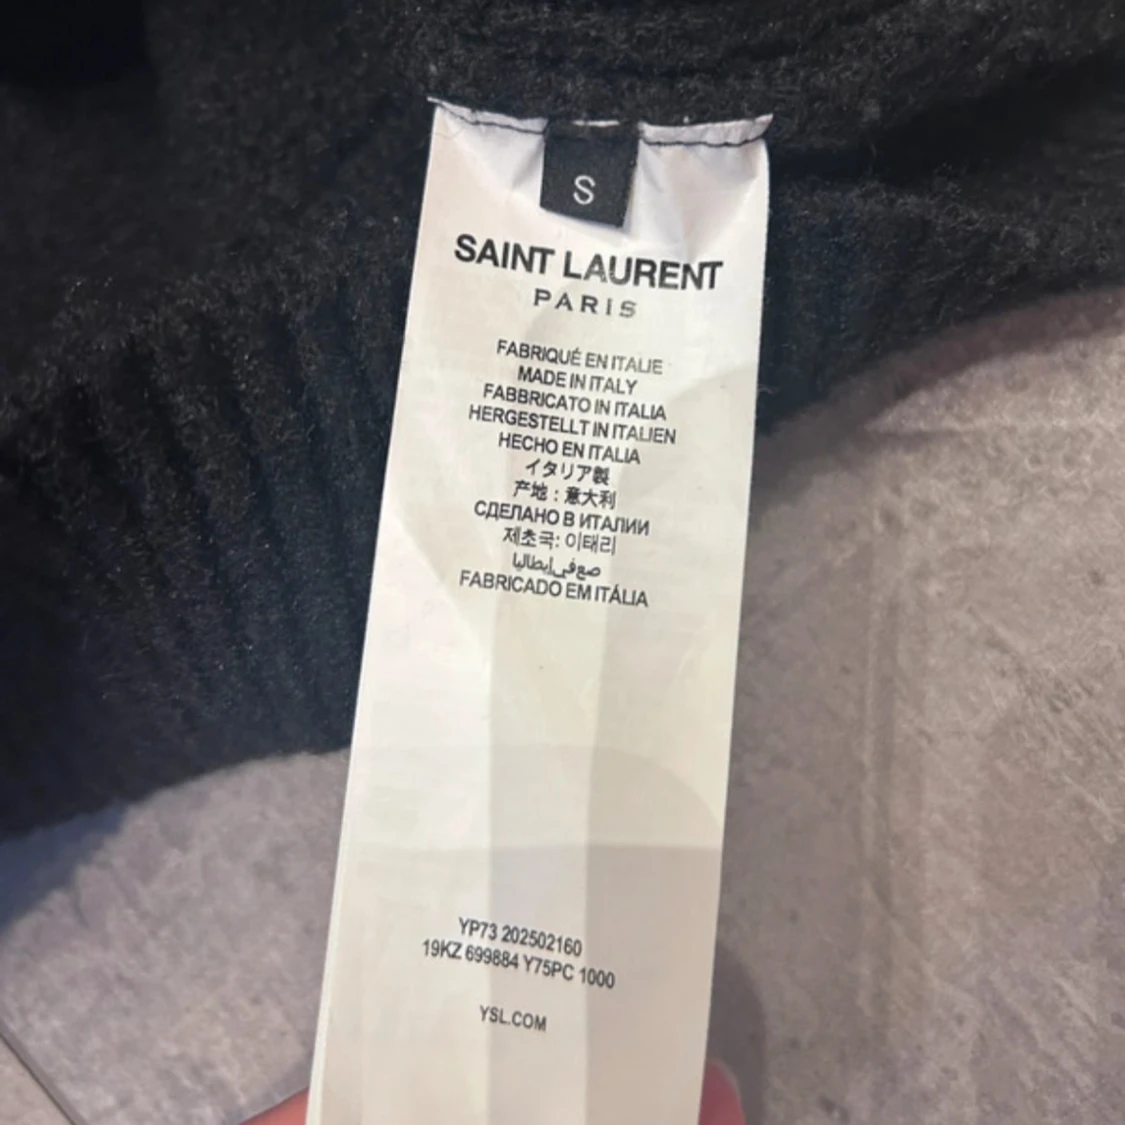 S
SAINT LAURENT
PARIS
FABRIQUÉ EN ITALIE
MADE IN ITALY
FABBRICATO IN ITALIA
HERGESTELLT IN ITALIEN
HECHO EN ITALIA
イタリア製
产地：意大利
СДЕЛАНО В ИТАЛИИ
제초국: 이태리
صع في إيطاليا
FABRICADO EM ITÁLIA
YP73 202502160
19KZ 699884 Y75PC 1000
YSL.COM